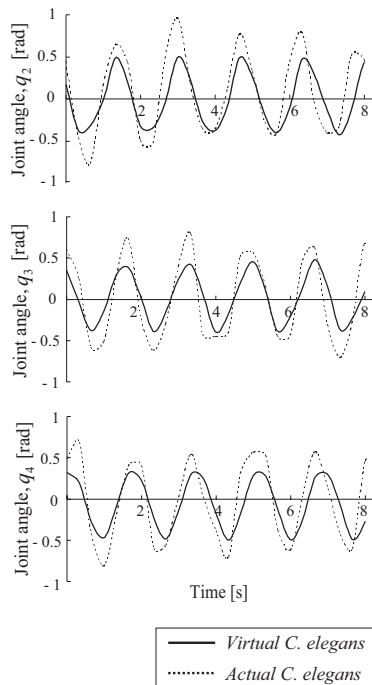 Joint angle, q2 [rad]
1
0.5
0
- 0.5
- 1
2 4 6 8
Joint angle, q3 [rad]
1
0.5
0
- 0.5
- 1
2 4 6 8
Joint angle, q4 [rad]
1
0.5
0
- 0 5
- 1
2 4 6 8
Time [s]
Virtual C. elegans
Actual C. elegans